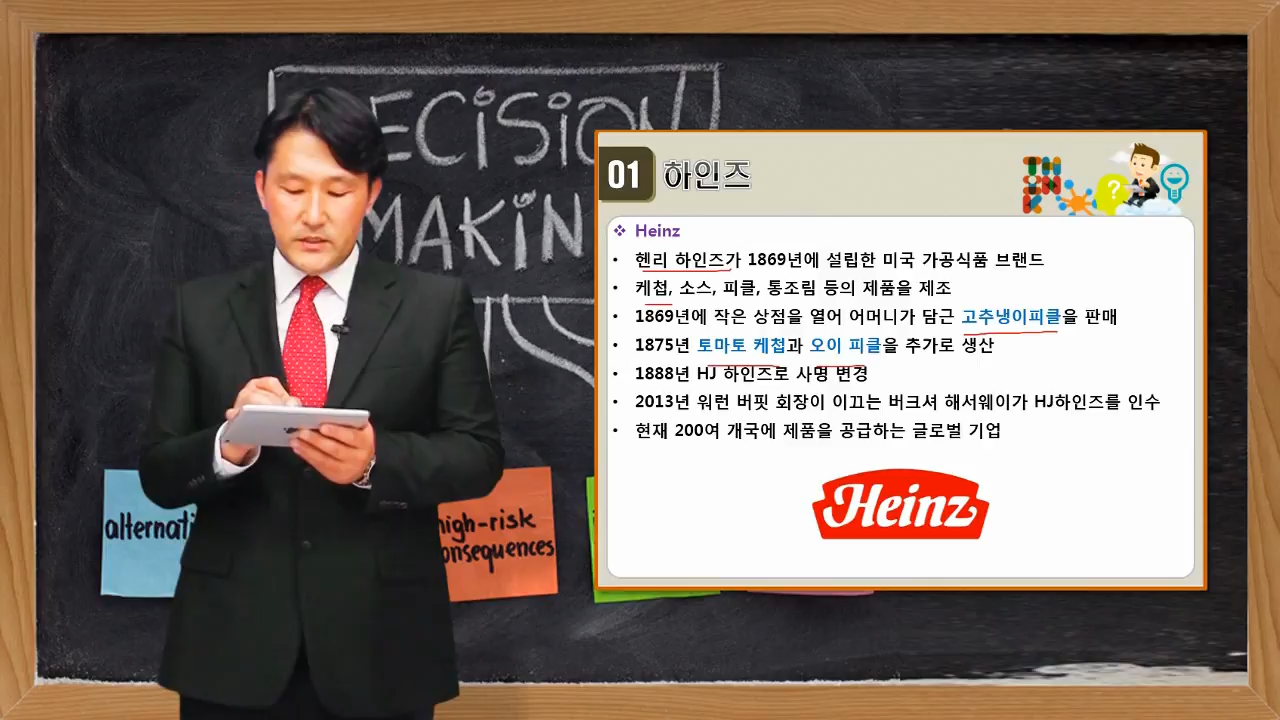 DECISION
MAKIN
alternati
high-risk
onsequences
01 하인즈
THINK
?
Heinz
헨리 하인즈가 1869년에 설립한 미국 가공식품 브랜드
케첩, 소스, 피클, 통조림 등의 제품을 제조
1869년에 작은 상점을 열어 어머니가 담근 고추냉이피클을 판매
1875년 토마토 케첩과 오이 피클을 추가로 생산
1888년 HJ 하인즈로 사명 변경
2013년 워런 버핏 회장이 이끄는 버크셔 해서웨이가 HJ하인즈를 인수
현재 200여 개국에 제품을 공급하는 글로벌 기업
Heinz